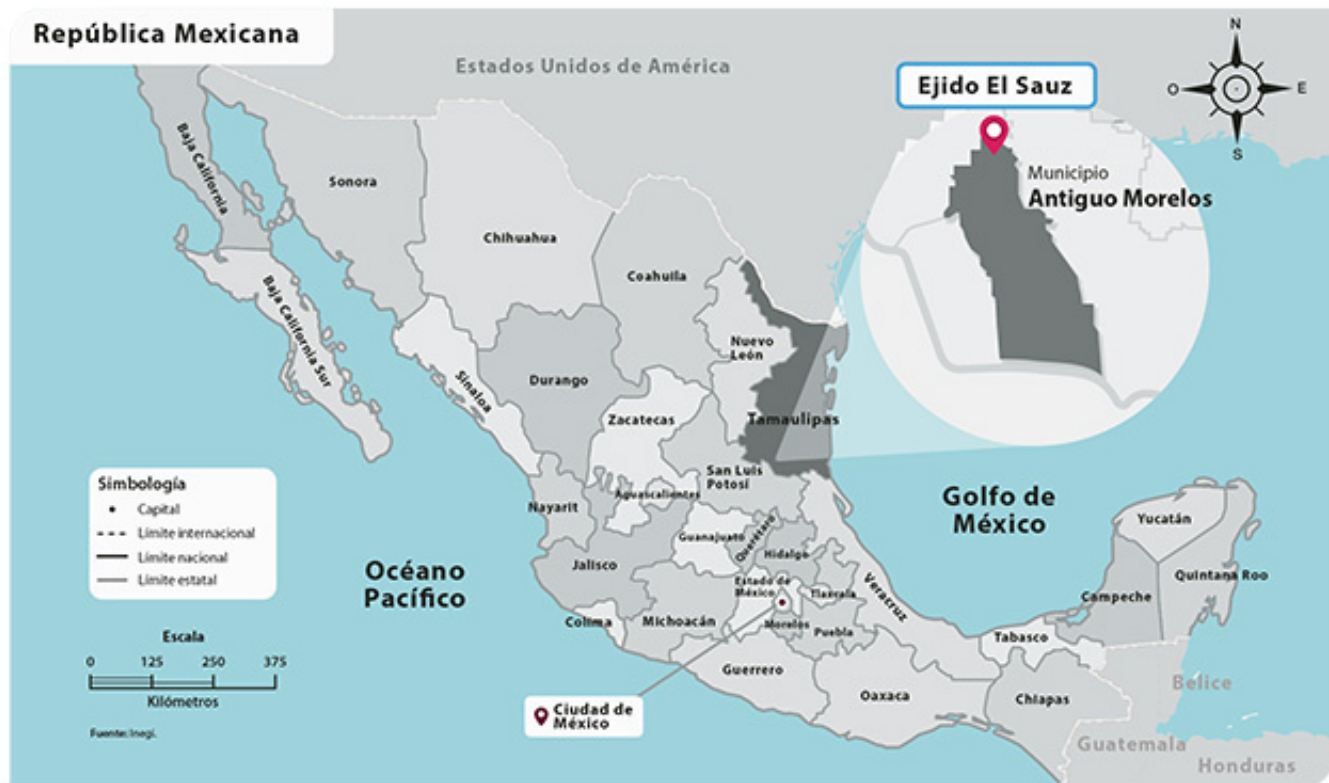 República Mexicana
Estados Unidos de América
N
O
E
S
Ejido El Sauz
Municipio
Antiguo Morelos
Baja California
Sonora
Chihuahua
Coahuila
Baja California Sur
Sinaloa
Durango
Nuevo
León
Tamaulipas
Zacatecas
San Luis
Potosí
Aguascalientes
Nayarit
Guanajuato
Querétaro
Hidalgo
Jalisco
Estado de
México
Tlaxcala
Veracruz
Colima
Michoacán
Morelos
Puebla
Guerrero
Oaxaca
Tabasco
Chiapas
Campeche
Yucatán
Quintana Roo
Golfo de
México
Océano
Pacífico
Belice
Guatemala
Honduras
Ciudad de
México
Simbología
Capital
Límite internacional
Límite nacional
Límite estatal
Escala
0 125 250 375
Kilómetros
Fuente: Inegi.